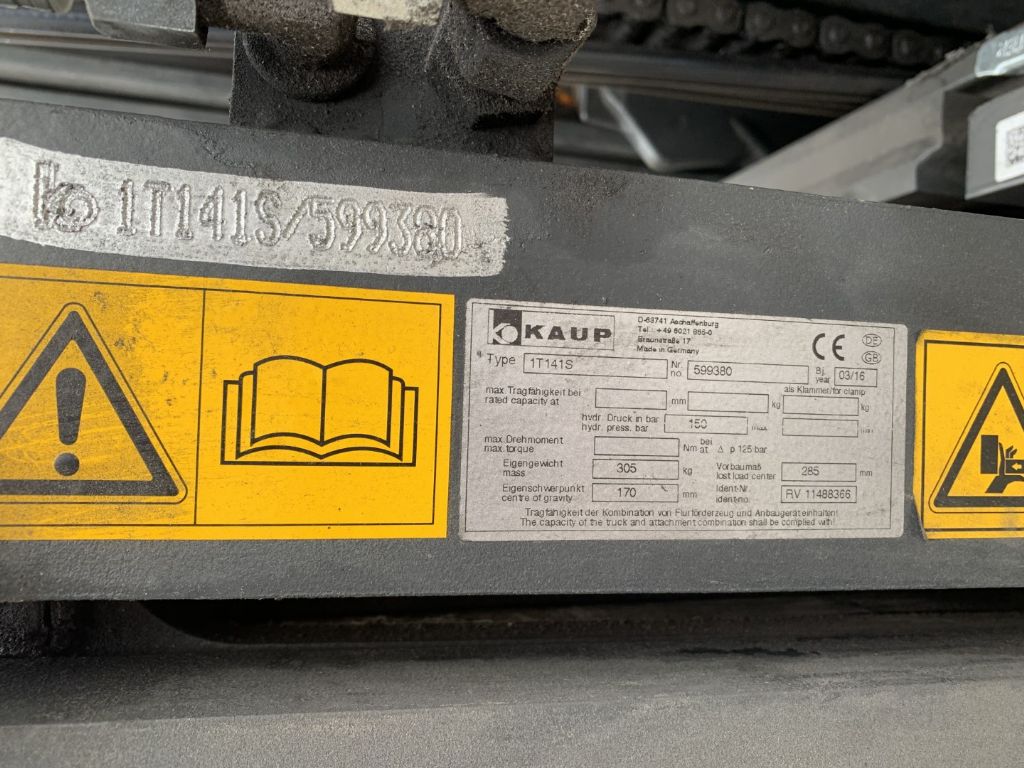 1T141S/599380
KAUP
D-63741 Aschaffenburg
Tel.: +49 6021 865-0
Braunstraße 17
Made in Germany
CE DE GB
Type 1T141S Nr. no. 599380 Bj. year 03/16
max.Tragfähigkeit bei
rated capacity at mm kg
als Klammer/for clamp
kg
hydr. Druck in bar
hydr. press. bar 150 max.
max.Drehmoment
max.torque Nm bei at Δ p 125 bar
Eigengewicht
mass 305 kg
Vorbaumaß
lost load center 285 mm
Eigenschwerpunkt
centre of gravity 170 mm
Ident-Nr.
ident-no. RV 11488366
Tragfähigkeit der Kombination von Flurförderzeug und Anbaugerät einhalten!
The capacity of the truck and attachment combination shall be complied with!